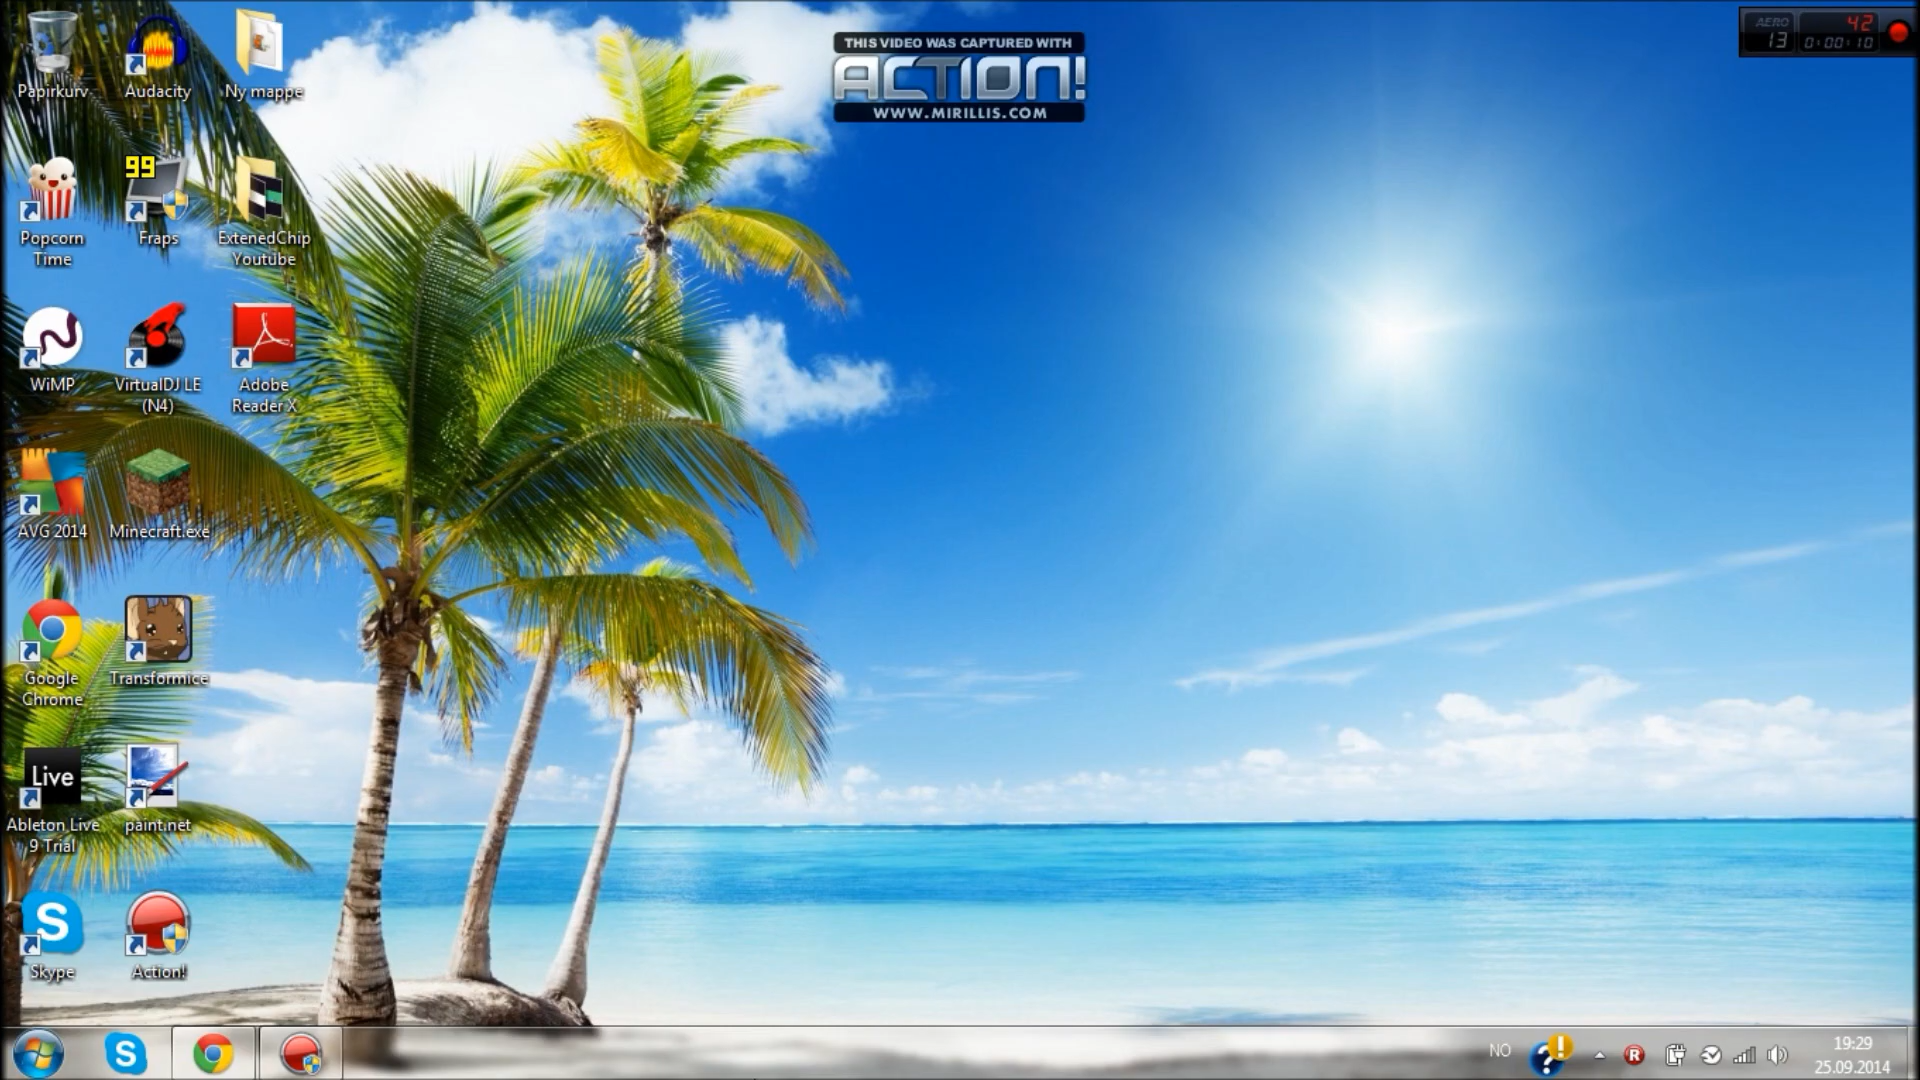 THIS VIDEO WAS CAPTURED WITH
ACTION!
WWW.MIRILLIS.COM
AERO
13
42
0:00:10
Papirkurv
Audacity
Ny mappe
99
Popcorn
Time
Fraps
ExtenedChip
Youtube
WiMP
VirtualDJ LE
(N4)
Adobe
Reader X
AVG 2014
Minecraft.exe
Google
Chrome
Transformice
Live
Ableton Live
9 Trial
paint.net
S
Skype
Action!
S
NO
?
!
R
19:29
25.09.2014